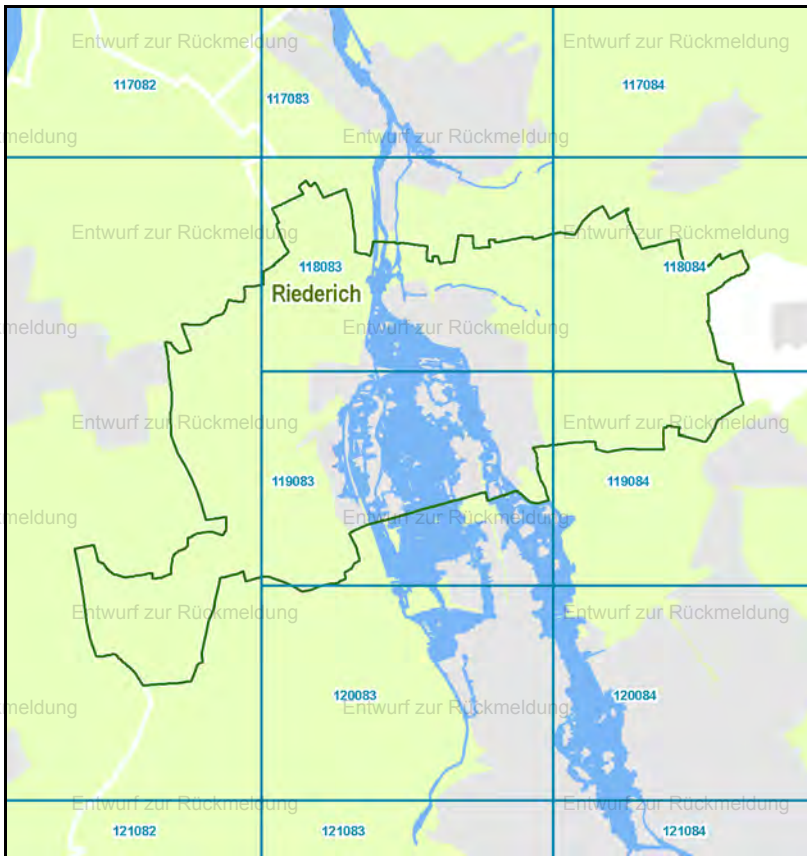 Entwurf zur Rückmeldung Entwurf zur Rückmeldung
117082 117083 117084
meldung Entwurf zur Rückmeldung
Entwurf zur Rückmeldung Entwurf zur Rückmeldung
118083 118084
Riederich
meldung Entwurf zur Rückmeldung
Entwurf zur Rückmeldung Entwurf zur Rückmeldung
119083 119084
meldung Entwurf zur Rückmeldung
Entwurf zur Rückmeldung Entwurf zur Rückmeldung
120083 120084
meldung Entwurf zur Rückmeldung
Entwurf zur Rückmeldung Entwurf zur Rückmeldung
121082 121083 121084